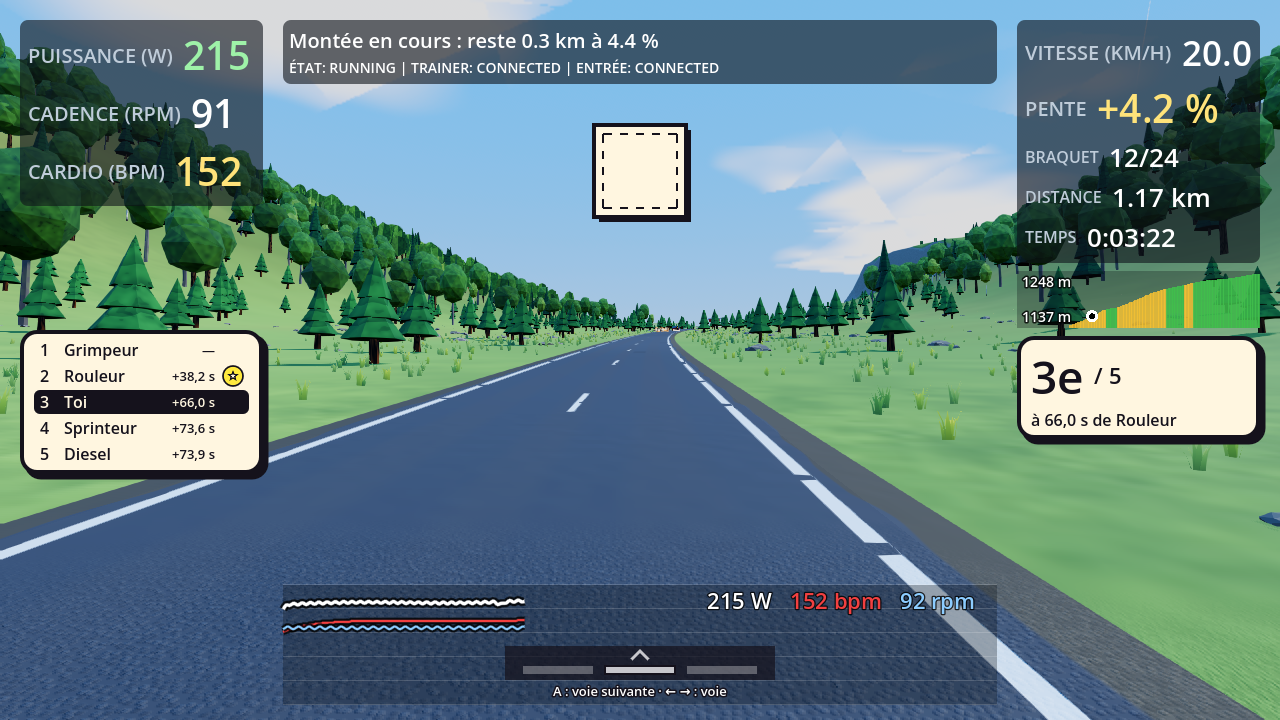 PUISSANCE (W) 215
CADENCE (RPM) 91
CARDIO (BPM) 152
Montée en cours : reste 0.3 km à 4.4 %
ÉTAT: RUNNING | TRAINER: CONNECTED | ENTRÉE: CONNECTED
VITESSE (KM/H) 20.0
PENTE +4.2 %
BRAQUET 12/24
DISTANCE 1.17 km
TEMPS 0:03:22
1248 m
1137 m
1 Grimpeur —
2 Rouleur +38,2 s
3 Toi +66,0 s
4 Sprinteur +73,6 s
5 Diesel +73,9 s
3e / 5
à 66,0 s de Rouleur
215 W 152 bpm 92 rpm
A : voie suivante · ← → : voie